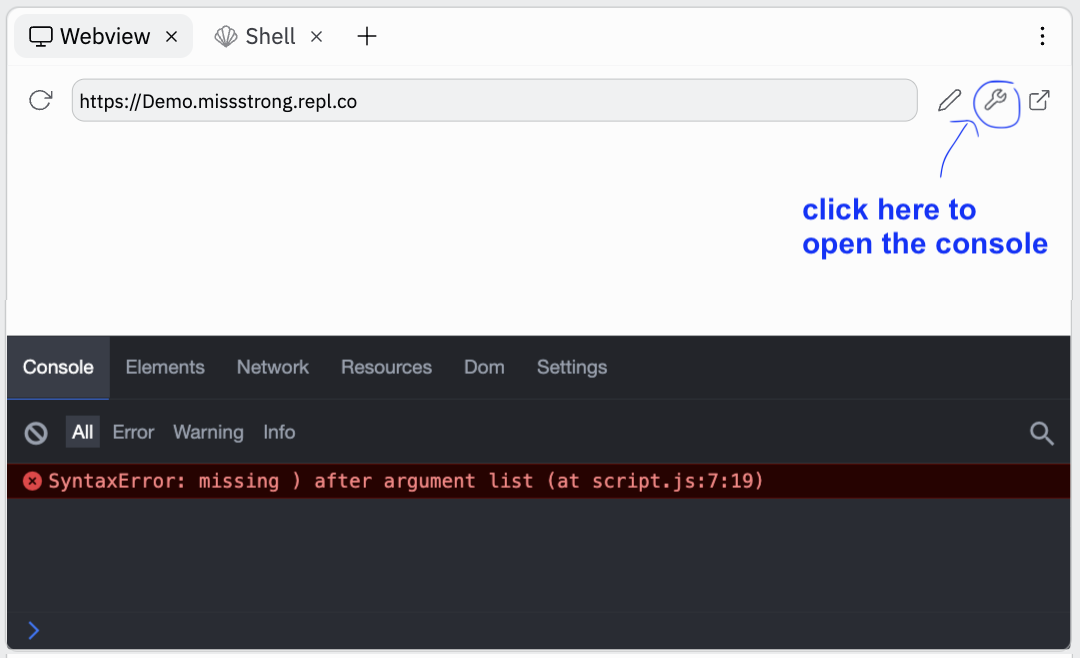 Webview
Shell
https://Demo.missstrong.repl.co
click here to
open the console
Console Elements Network Resources Dom Settings
All Error Warning Info
SyntaxError: missing ) after argument list (at script.js:7:19)